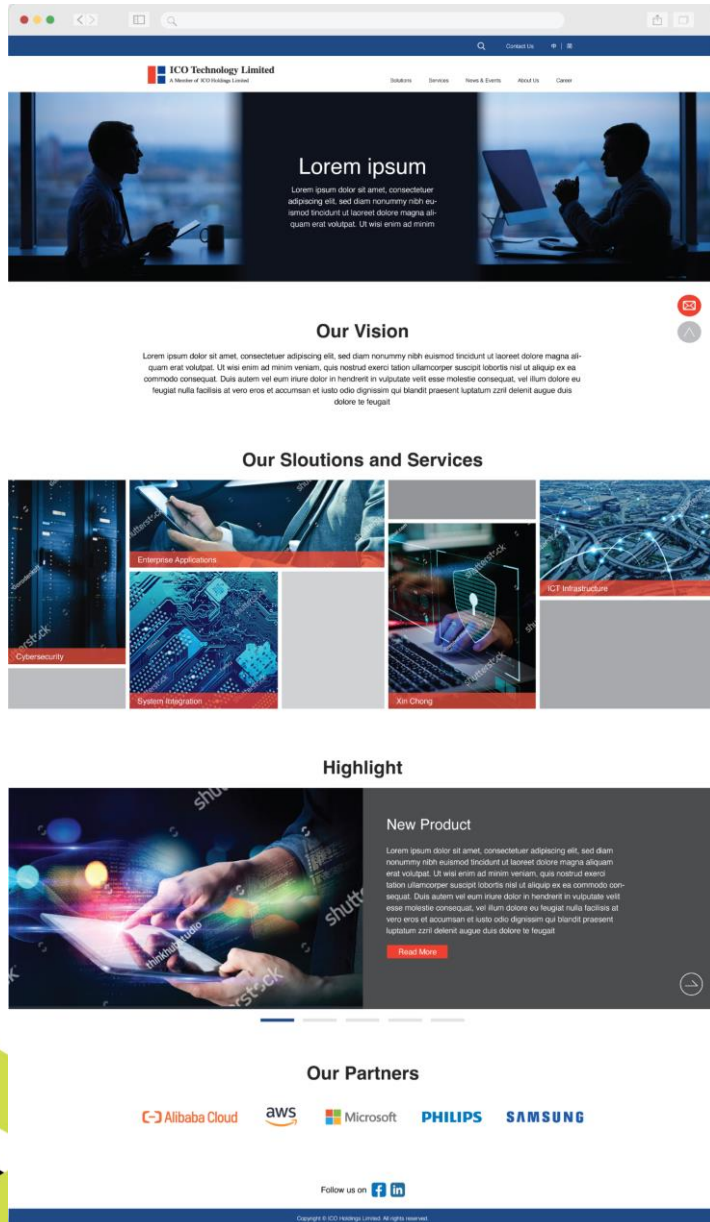 Contact Us 中 | 簡
ICO Technology Limited
A Member of ICO Holdings Limited
Solutions Services News & Events About Us Career
Lorem ipsum
Lorem ipsum dolor sit amet, consectetuer
adipiscing elit, sed diam nonummy nibh eu-
ismod tincidunt ut laoreet dolore magna ali-
quam erat volutpat. Ut wisi enim ad minim
Our Vision
Lorem ipsum dolor sit amet, consectetuer adipiscing elit, sed diam nonummy nibh euismod tincidunt ut laoreet dolore magna ali-
quam erat volutpat. Ut wisi enim ad minim veniam, quis nostrud exerci tation ullamcorper suscipit lobortis nisl ut aliquip ex ea
commodo consequat. Duis autem vel eum iriure dolor in hendrerit in vulputate velit esse molestie consequat, vel illum dolore eu
feugiat nulla facilisis at vero eros et accumsan et iusto odio dignissim qui blandit praesent luptatum zzril delenit augue duis
dolore te feugait
Our Sloutions and Services
Enterprise Applications
ICT Infrastructure
Cybersecurity
System Integration
Xin Chong
shutterstock
Highlight
New Product
Lorem ipsum dolor sit amet, consectetuer adipiscing elit, sed diam
nonummy nibh euismod tincidunt ut laoreet dolore magna aliquam
erat volutpat. Ut wisi enim ad minim veniam, quis nostrud exerci
tation ullamcorper suscipit lobortis nisl ut aliquip ex ea commodo con-
sequat. Duis autem vel eum iriure dolor in hendrerit in vulputate velit
esse molestie consequat, vel illum dolore eu feugiat nulla facilisis at
vero eros et accumsan et iusto odio dignissim qui blandit praesent
luptatum zzril delenit augue duis dolore te feugait
Read More
thinkhubstudio
Our Partners
Alibaba Cloud aws Microsoft PHILIPS SAMSUNG
Follow us on f in
Copyright © ICO Holdings Limited. All rights reserved.